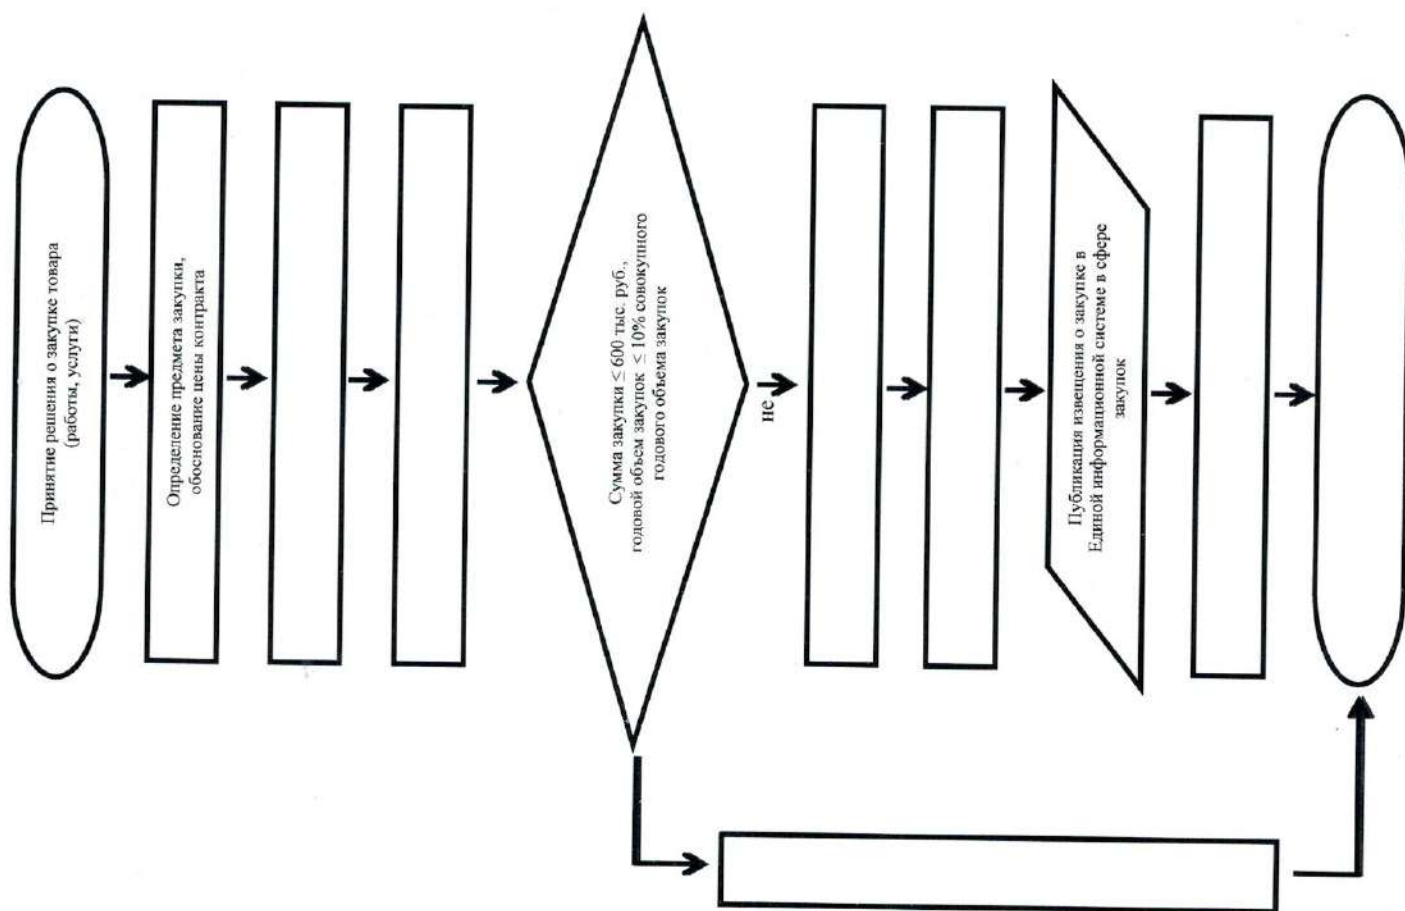 Принятие решения о закупке товара
(работы, услуги)
Определение предмета закупки,
обоснование цены контракта
Сумма закупки ≤ 600 тыс. руб.,
годовой объем закупок ≤ 10% совокупного
годового объема закупок
не
Публикация извещения о закупке в
Единой информационной системе в сфере
закупок